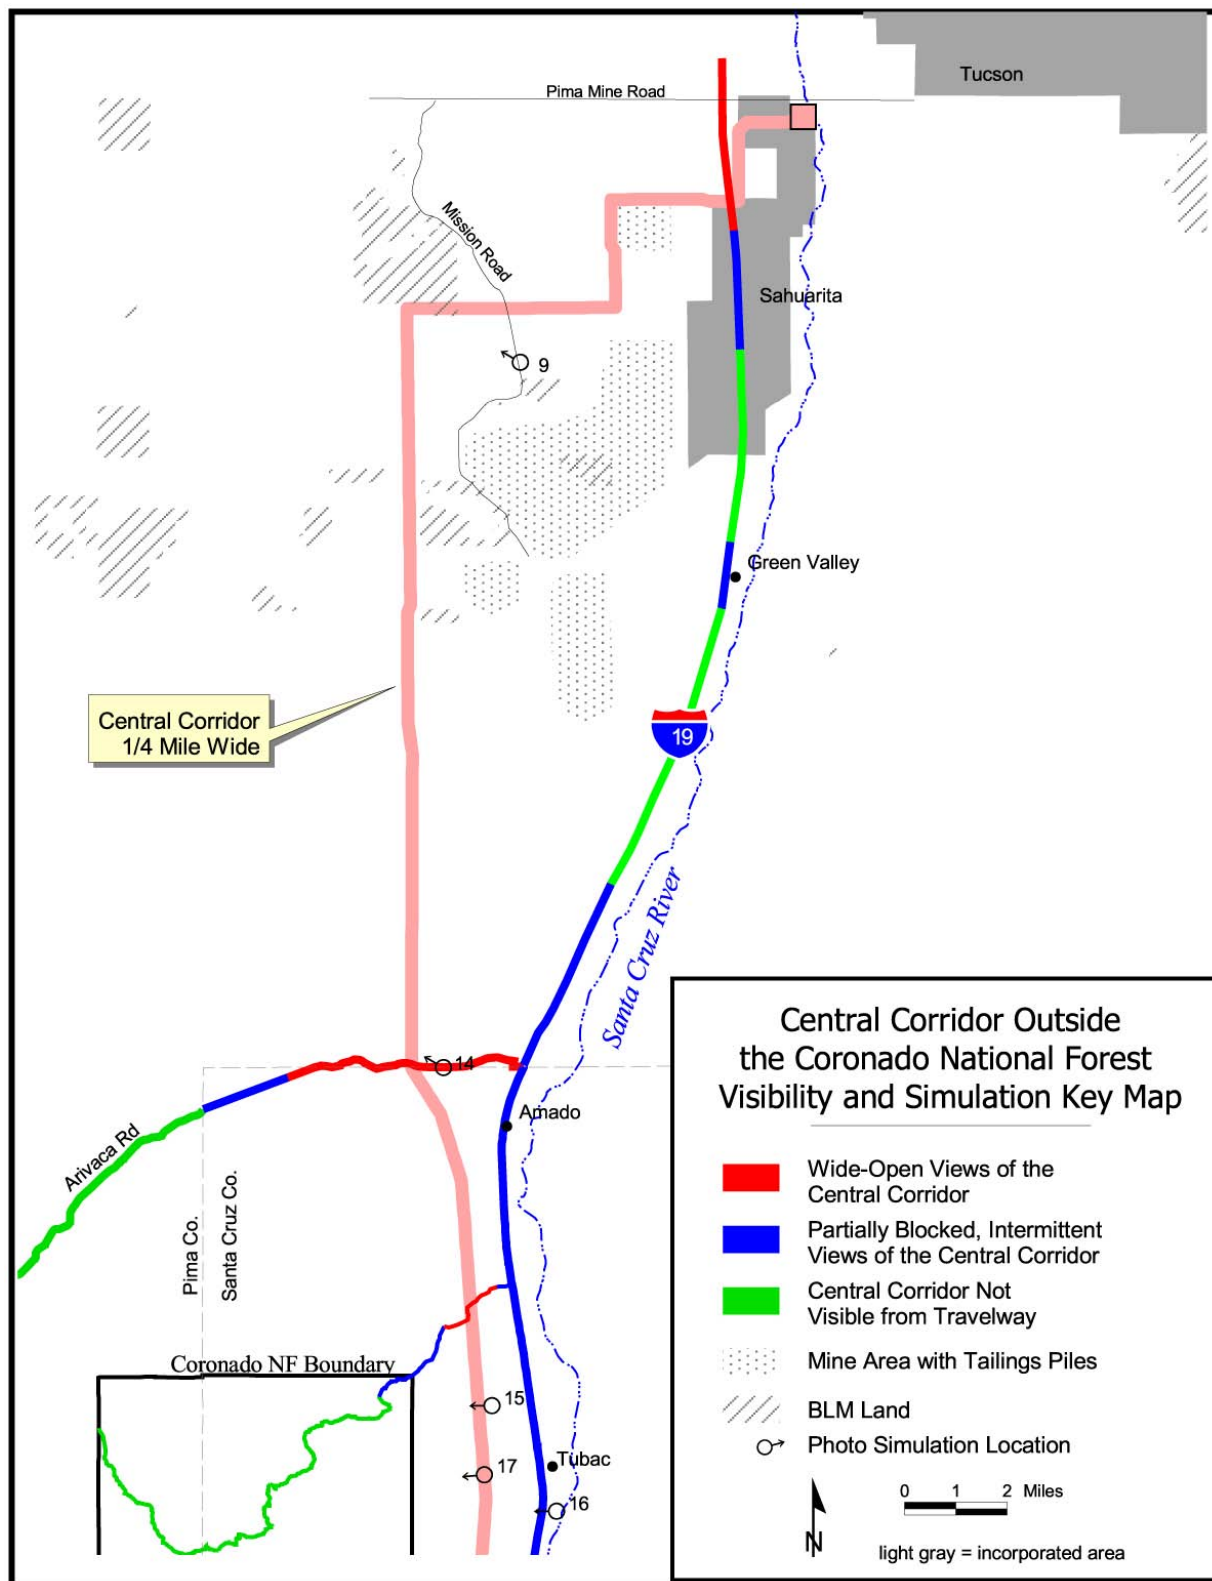 Tucson
Pima Mine Road
Mission Road
Sahuarita
9
Green Valley
Central Corridor
1/4 Mile Wide
19
Santa Cruz River
14
Amado
Arivaca Rd
Pima Co.
Santa Cruz Co.
Coronado NF Boundary
15
17
Tubac
16
Central Corridor Outside
the Coronado National Forest
Visibility and Simulation Key Map
Wide-Open Views of the
Central Corridor
Partially Blocked, Intermittent
Views of the Central Corridor
Central Corridor Not
Visible from Travelway
Mine Area with Tailings Piles
BLM Land
Photo Simulation Location
0 1 2 Miles
N
light gray = incorporated area